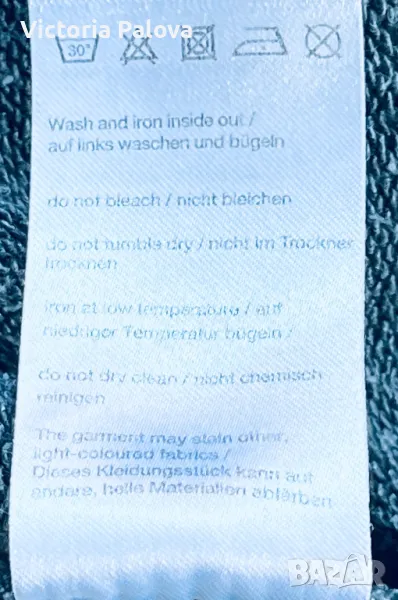 Victoria Palova
30°
Wash and iron inside out /
auf links waschen und bügeln
do not bleach / nicht bleichen
do not tumble dry / nicht im Trockner
trocknen
iron at low temperature / auf
niedriger Temperatur bügeln /
do not dry clean / nicht chemisch
reinigen
The garment may stain other,
light-coloured fabrics /
Dieses Kleidungsstück kann auf
andere, helle Materialien abfärben
BAZAR